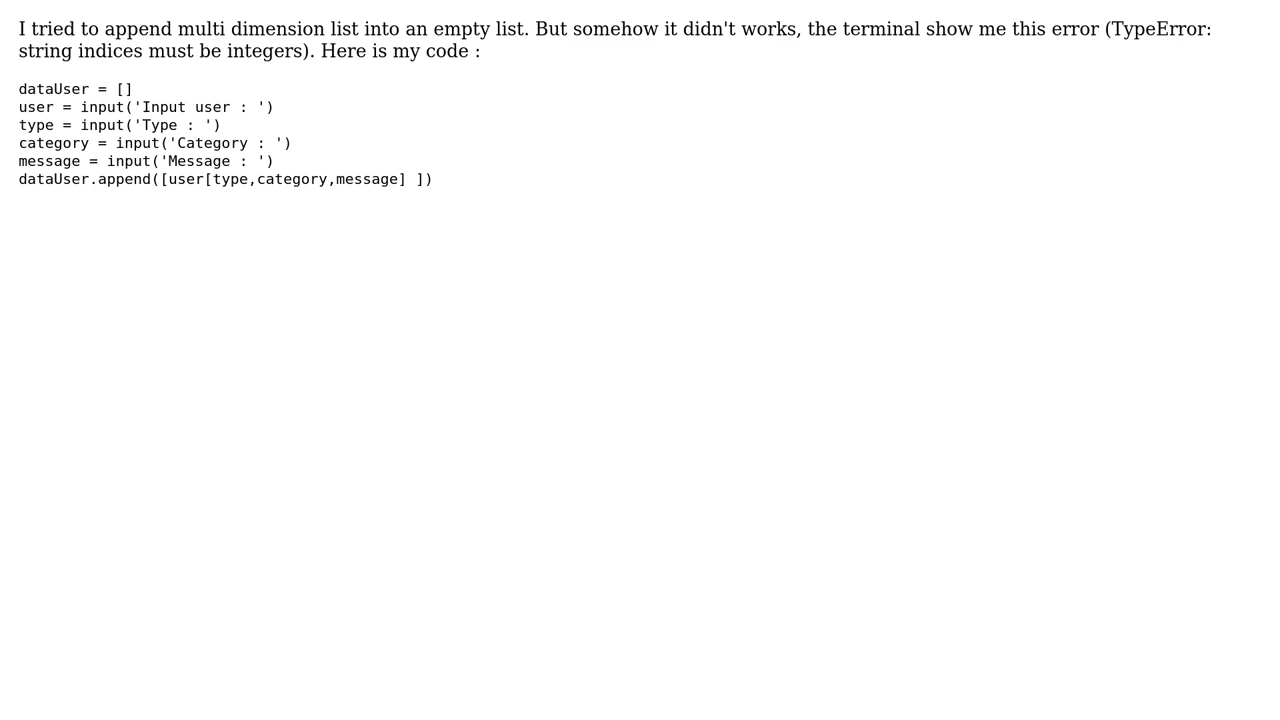 I tried to append multi dimension list into an empty list. But somehow it didn't works, the terminal show me this error (TypeError:
string indices must be integers). Here is my code :
dataUser = []
user = input('Input user : ')
type = input('Type : ')
category = input('Category : ')
message = input('Message : ')
dataUser.append([user[type,category,message] ])